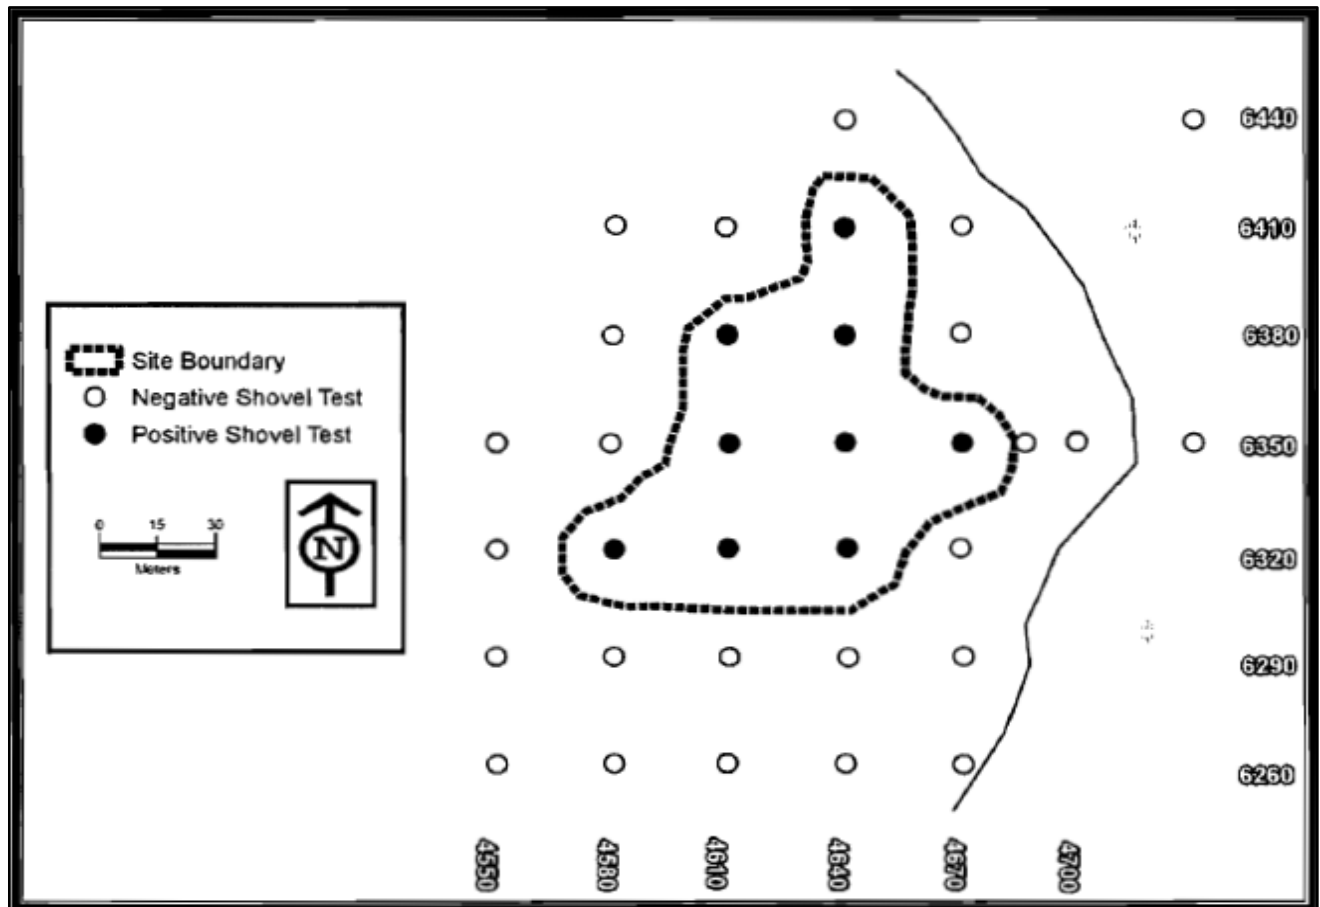 6440
6410
6380
Site Boundary
Negative Shovel Test
Positive Shovel Test
6350
0 15 30
Meters
N
6320
6290
6260
4550 4580 4610 4640 4670 4700